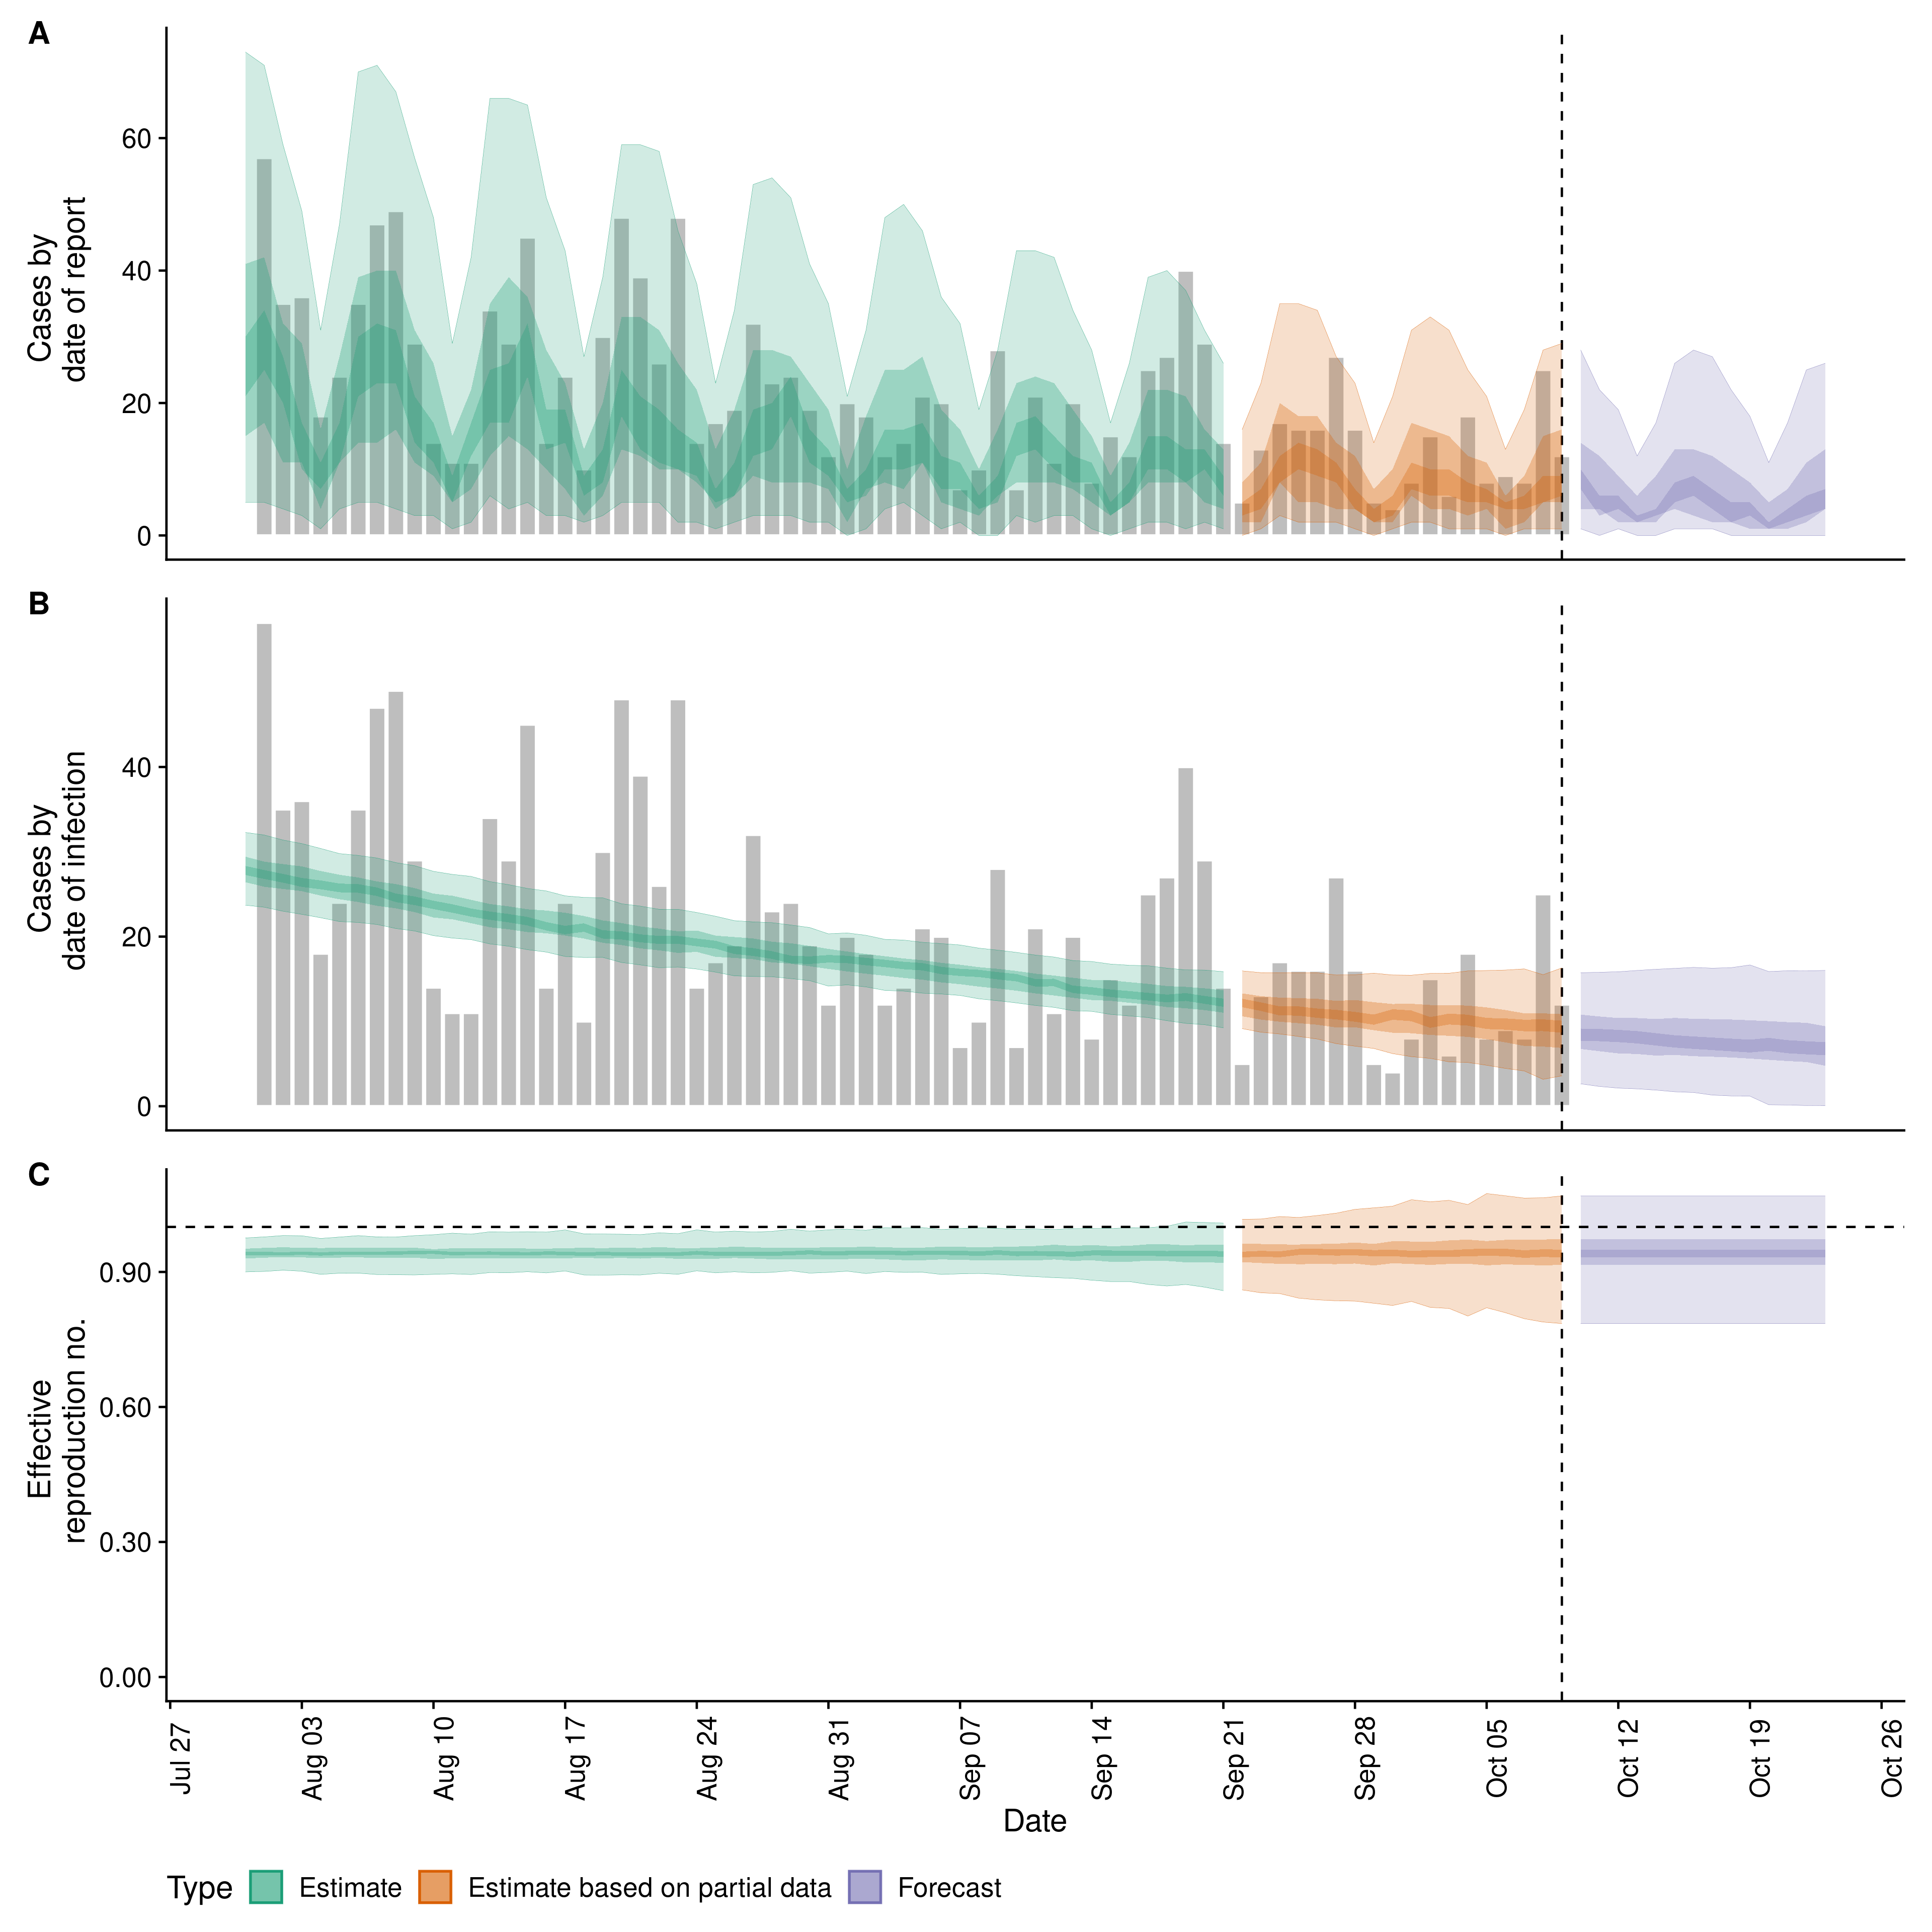 A
Cases by
date of report
60
40
20
0
B
Cases by
date of infection
40
20
0
C
Effective
reproduction no.
0.90
0.60
0.30
0.00
Jul 27
Aug 03
Aug 10
Aug 17
Aug 24
Aug 31
Sep 07
Sep 14
Sep 21
Sep 28
Oct 05
Oct 12
Oct 19
Oct 26
Date
Type Estimate Estimate based on partial data Forecast